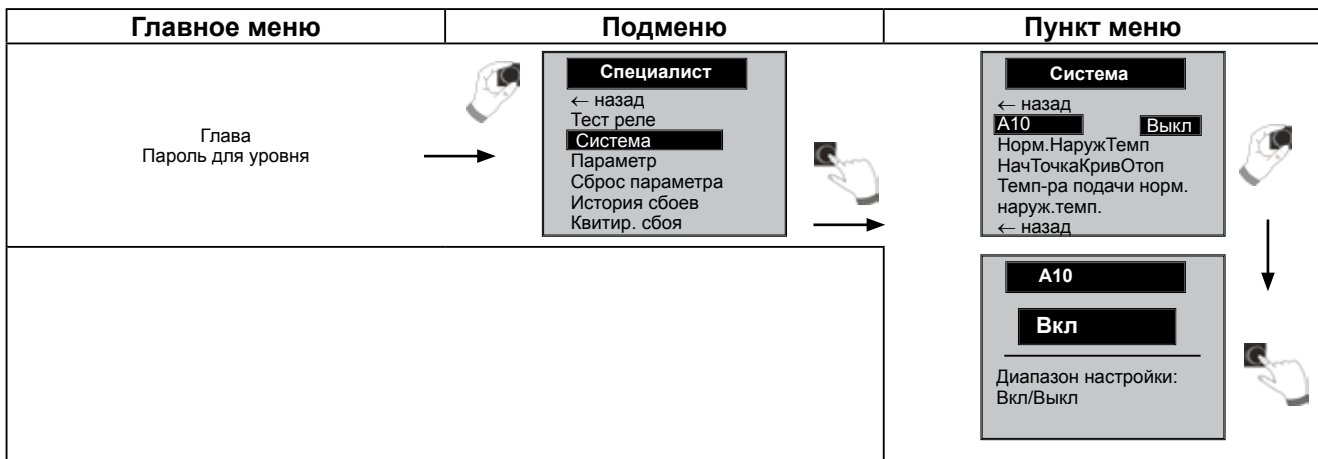 Главное меню
Подменю
Пункт меню
Глава
Пароль для уровня
Специалист
← назад
Тест реле
Система
Параметр
Сброс параметра
История сбоев
Квитир. сбоя
Система
← назад
A10 Выкл
Норм.НаружТемп
НачТочкаКривОтоп
Темп-ра подачи норм.
наруж.темп.
← назад
A10
Вкл
Диапазон настройки:
Вкл/Выкл